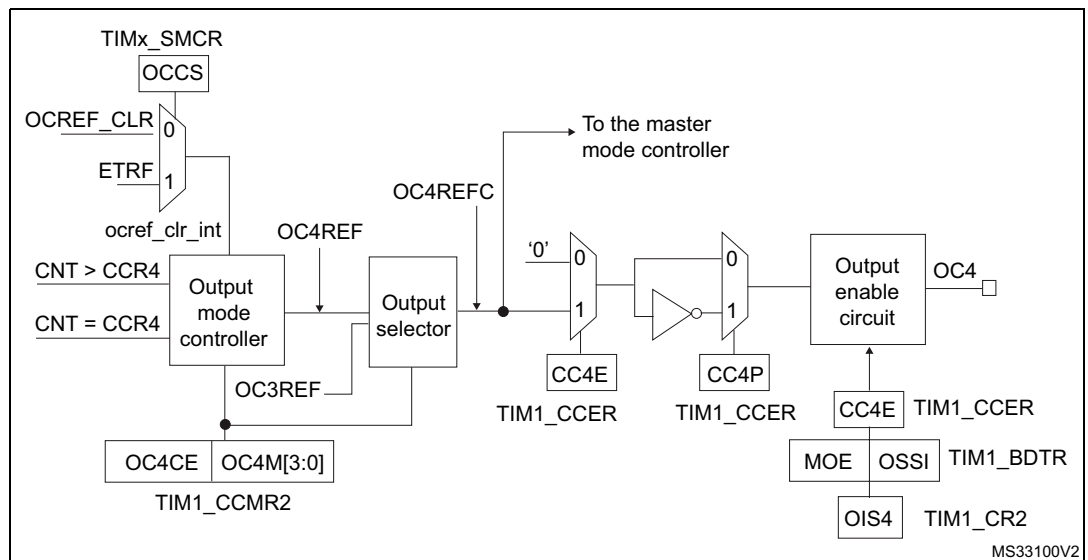 TIMx_SMCR
OCCS
OCREF_CLR
0
ETRF
1
ocref_clr_int
To the master
mode controller
OC4REFC
OC4REF
CNT > CCR4
CNT = CCR4
Output
mode
controller
Output
selector
OC3REF
‘0’
0
1
0
1
Output
enable
circuit
OC4
CC4E
TIM1_CCER
CC4P
TIM1_CCER
CC4E
TIM1_CCER
OC4CE
OC4M[3:0]
TIM1_CCMR2
MOE
OSSI
TIM1_BDTR
OIS4
TIM1_CR2
MS33100V2